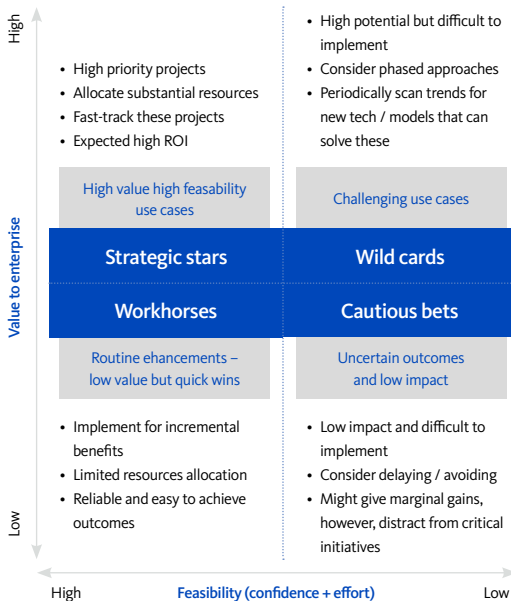 High
Value to enterprise
Low
• High priority projects
• Allocate substantial resources
• Fast-track these projects
• Expected high ROI
• High potential but difficult to
implement
• Consider phased approaches
• Periodically scan trends for
new tech / models that can
solve these
High value high feasability
use cases
Challenging use cases
Strategic stars
Wild cards
Workhorses
Cautious bets
Routine ehancements –
low value but quick wins
Uncertain outcomes
and low impact
• Implement for incremental
benefits
• Limited resources allocation
• Reliable and easy to achieve
outcomes
• Low impact and difficult to
implement
• Consider delaying / avoiding
• Might give marginal gains,
however, distract from critical
initiatives
High
Feasibility (confidence + effort)
Low